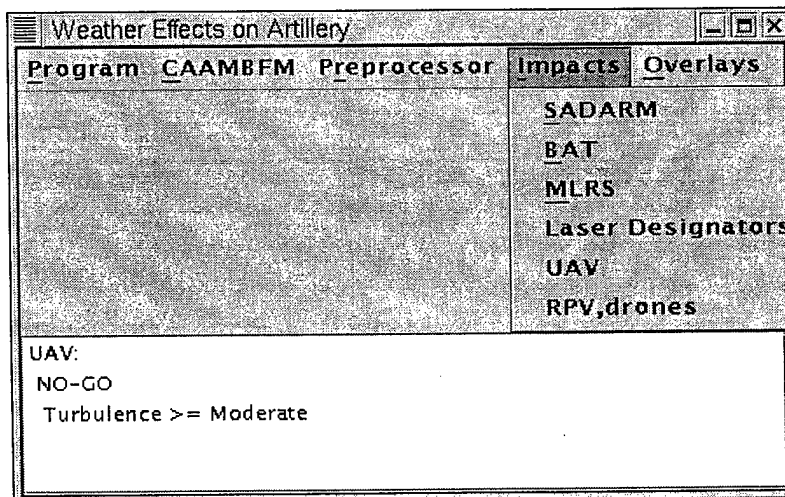 Weather Effects on Artillery
Program CAAMBFM Preprocessor Impacts Overlays
SADARM
BAT
MLRS
Laser Designators
UAV
RPV,drones
UAV:
NO-GO
Turbulence >= Moderate